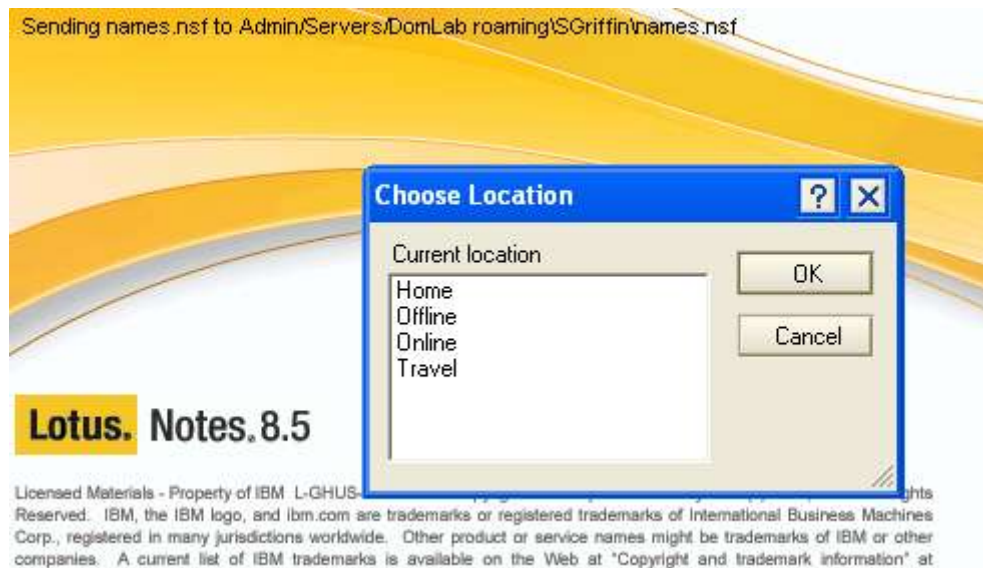 Sending names.nsf to Admin/Servers/DomLab roaming\SGriffin\names.nsf
Choose Location
?
X
Current location
Home
Offline
Online
Travel
OK
Cancel
Lotus. Notes. 8.5
Licensed Materials - Property of IBM L-GHUS-
Reserved. IBM, the IBM logo, and ibm.com are trademarks or registered trademarks of International Business Machines
Corp., registered in many jurisdictions worldwide. Other product or service names might be trademarks of IBM or other
companies. A current list of IBM trademarks is available on the Web at "Copyright and trademark information" at